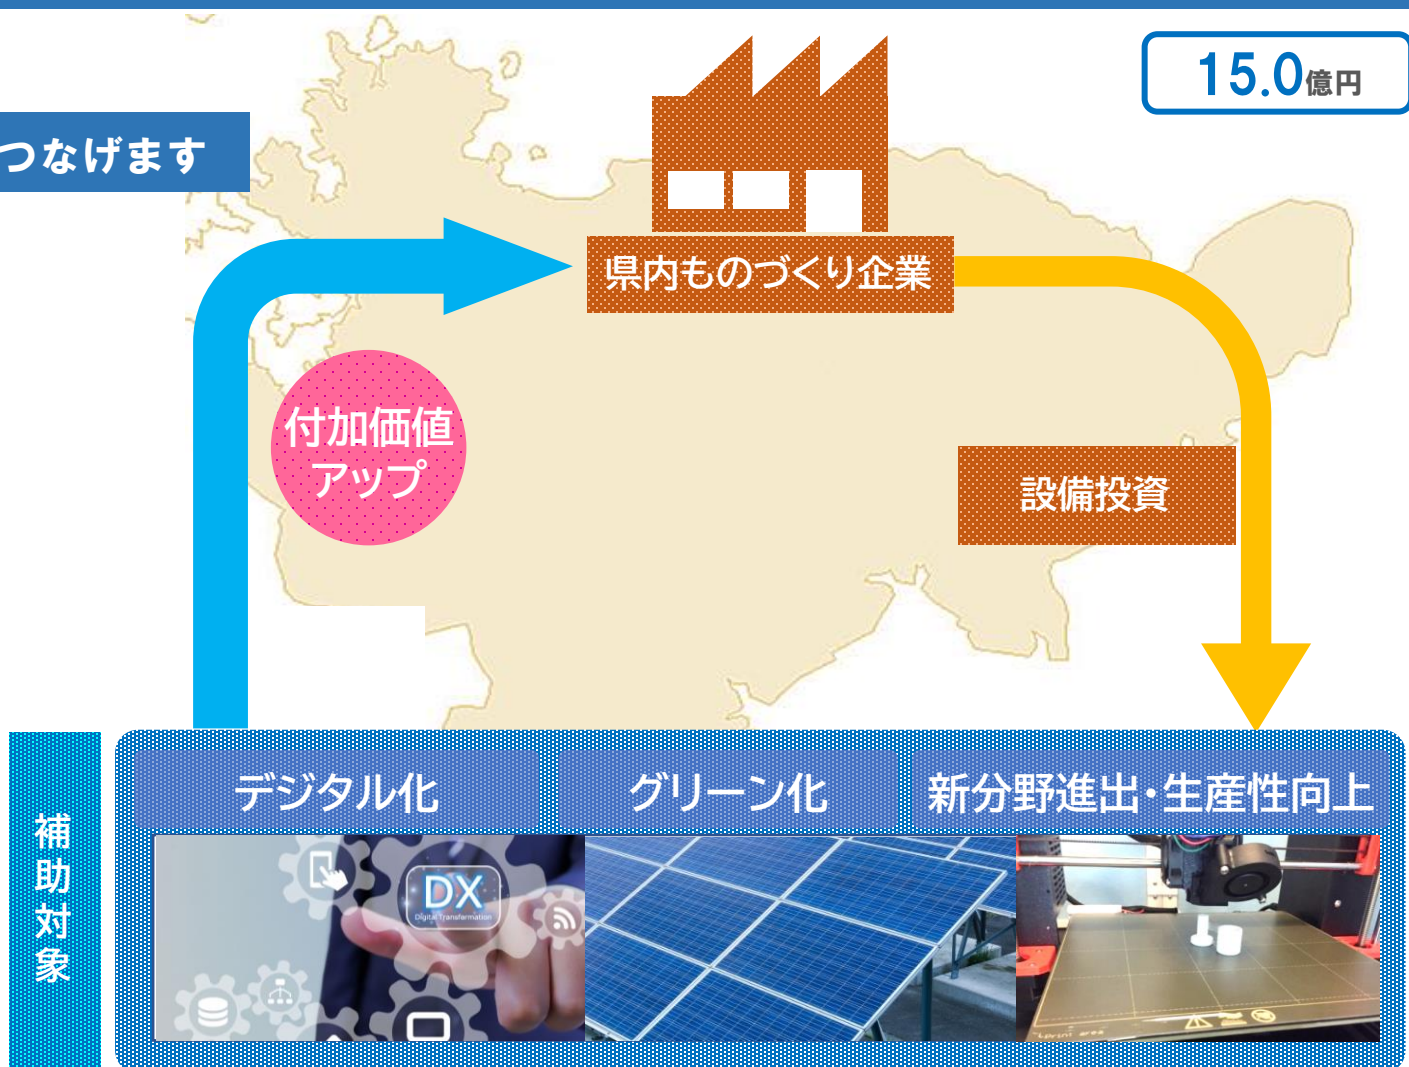 15.0億円
つなげます
県内ものづくり企業
付加価値
アップ
設備投資
補助対象
デジタル化
グリーン化
新分野進出・生産性向上
DX
Digital Transformation